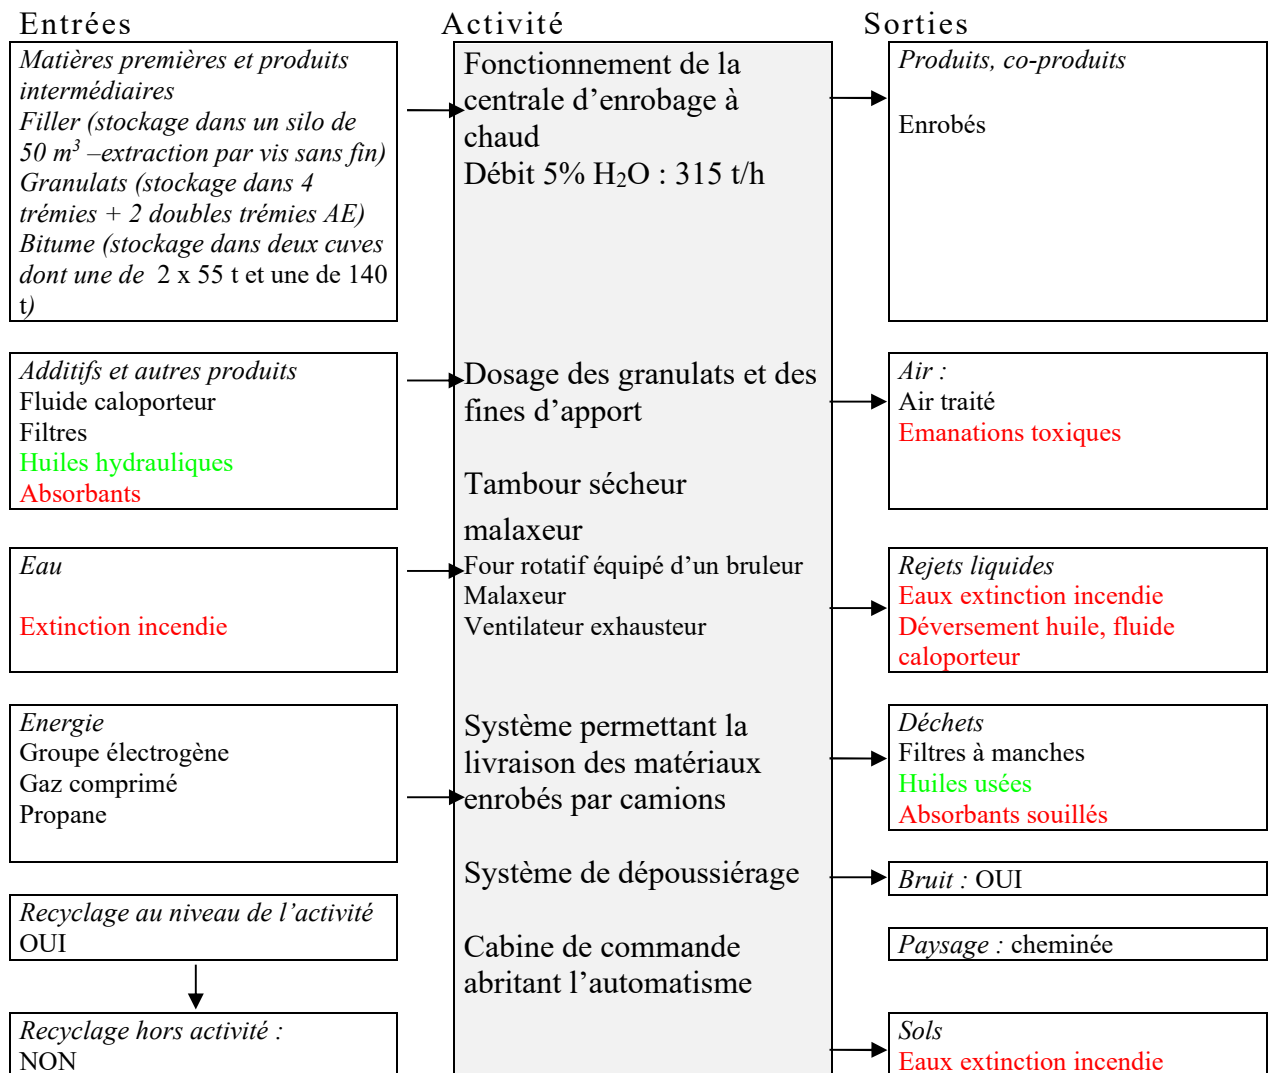 Entrées
Matières premières et produits
intermédiaires
Filler (stockage dans un silo de
50 m³ –extraction par vis sans fin)
Granulats (stockage dans 4
trémies + 2 doubles trémies AE)
Bitume (stockage dans deux cuves
dont une de 2 x 55 t et une de 140
t)
Additifs et autres produits
Fluide caloporteur
Filtres
Huiles hydrauliques
Absorbants
Eau
Extinction incendie
Energie
Groupe électrogène
Gaz comprimé
Propane
Recyclage au niveau de l’activité
OUI
Recyclage hors activité :
NON
Activité
Fonctionnement de la
centrale d’enrobage à
chaud
Débit 5% H₂O : 315 t/h
Dosage des granulats et des
fines d’apport
Tambour sécheur
malaxeur
Four rotatif équipé d’un bruleur
Malaxeur
Ventilateur exhausteur
Système permettant la
livraison des matériaux
enrobés par camions
Système de dépoussiérage
Cabine de commande
abritant l’automatisme
Sorties
Produits, co-produits
Enrobés
Air :
Air traité
Emanations toxiques
Rejets liquides
Eaux extinction incendie
Déversement huile, fluide
caloporteur
Déchets
Filtres à manches
Huiles usées
Absorbants souillés
Bruit : OUI
Paysage : cheminée
Sols
Eaux extinction incendie